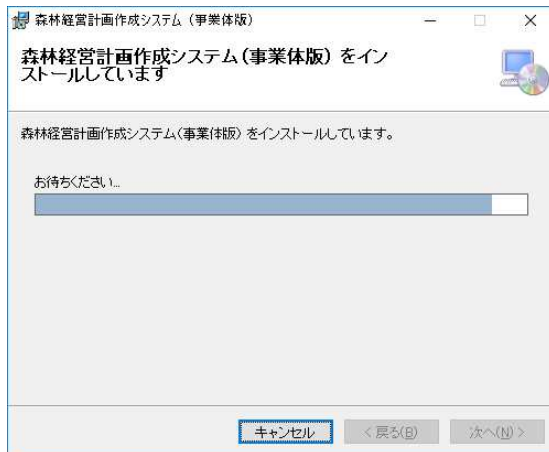 森林経営計画作成システム（事業体版）
森林経営計画作成システム（事業体版）をイン
ストールしています
森林経営計画作成システム（事業体版）をインストールしています。
お待ちください...
キャンセル
< 戻る(B)
次へ(N) >